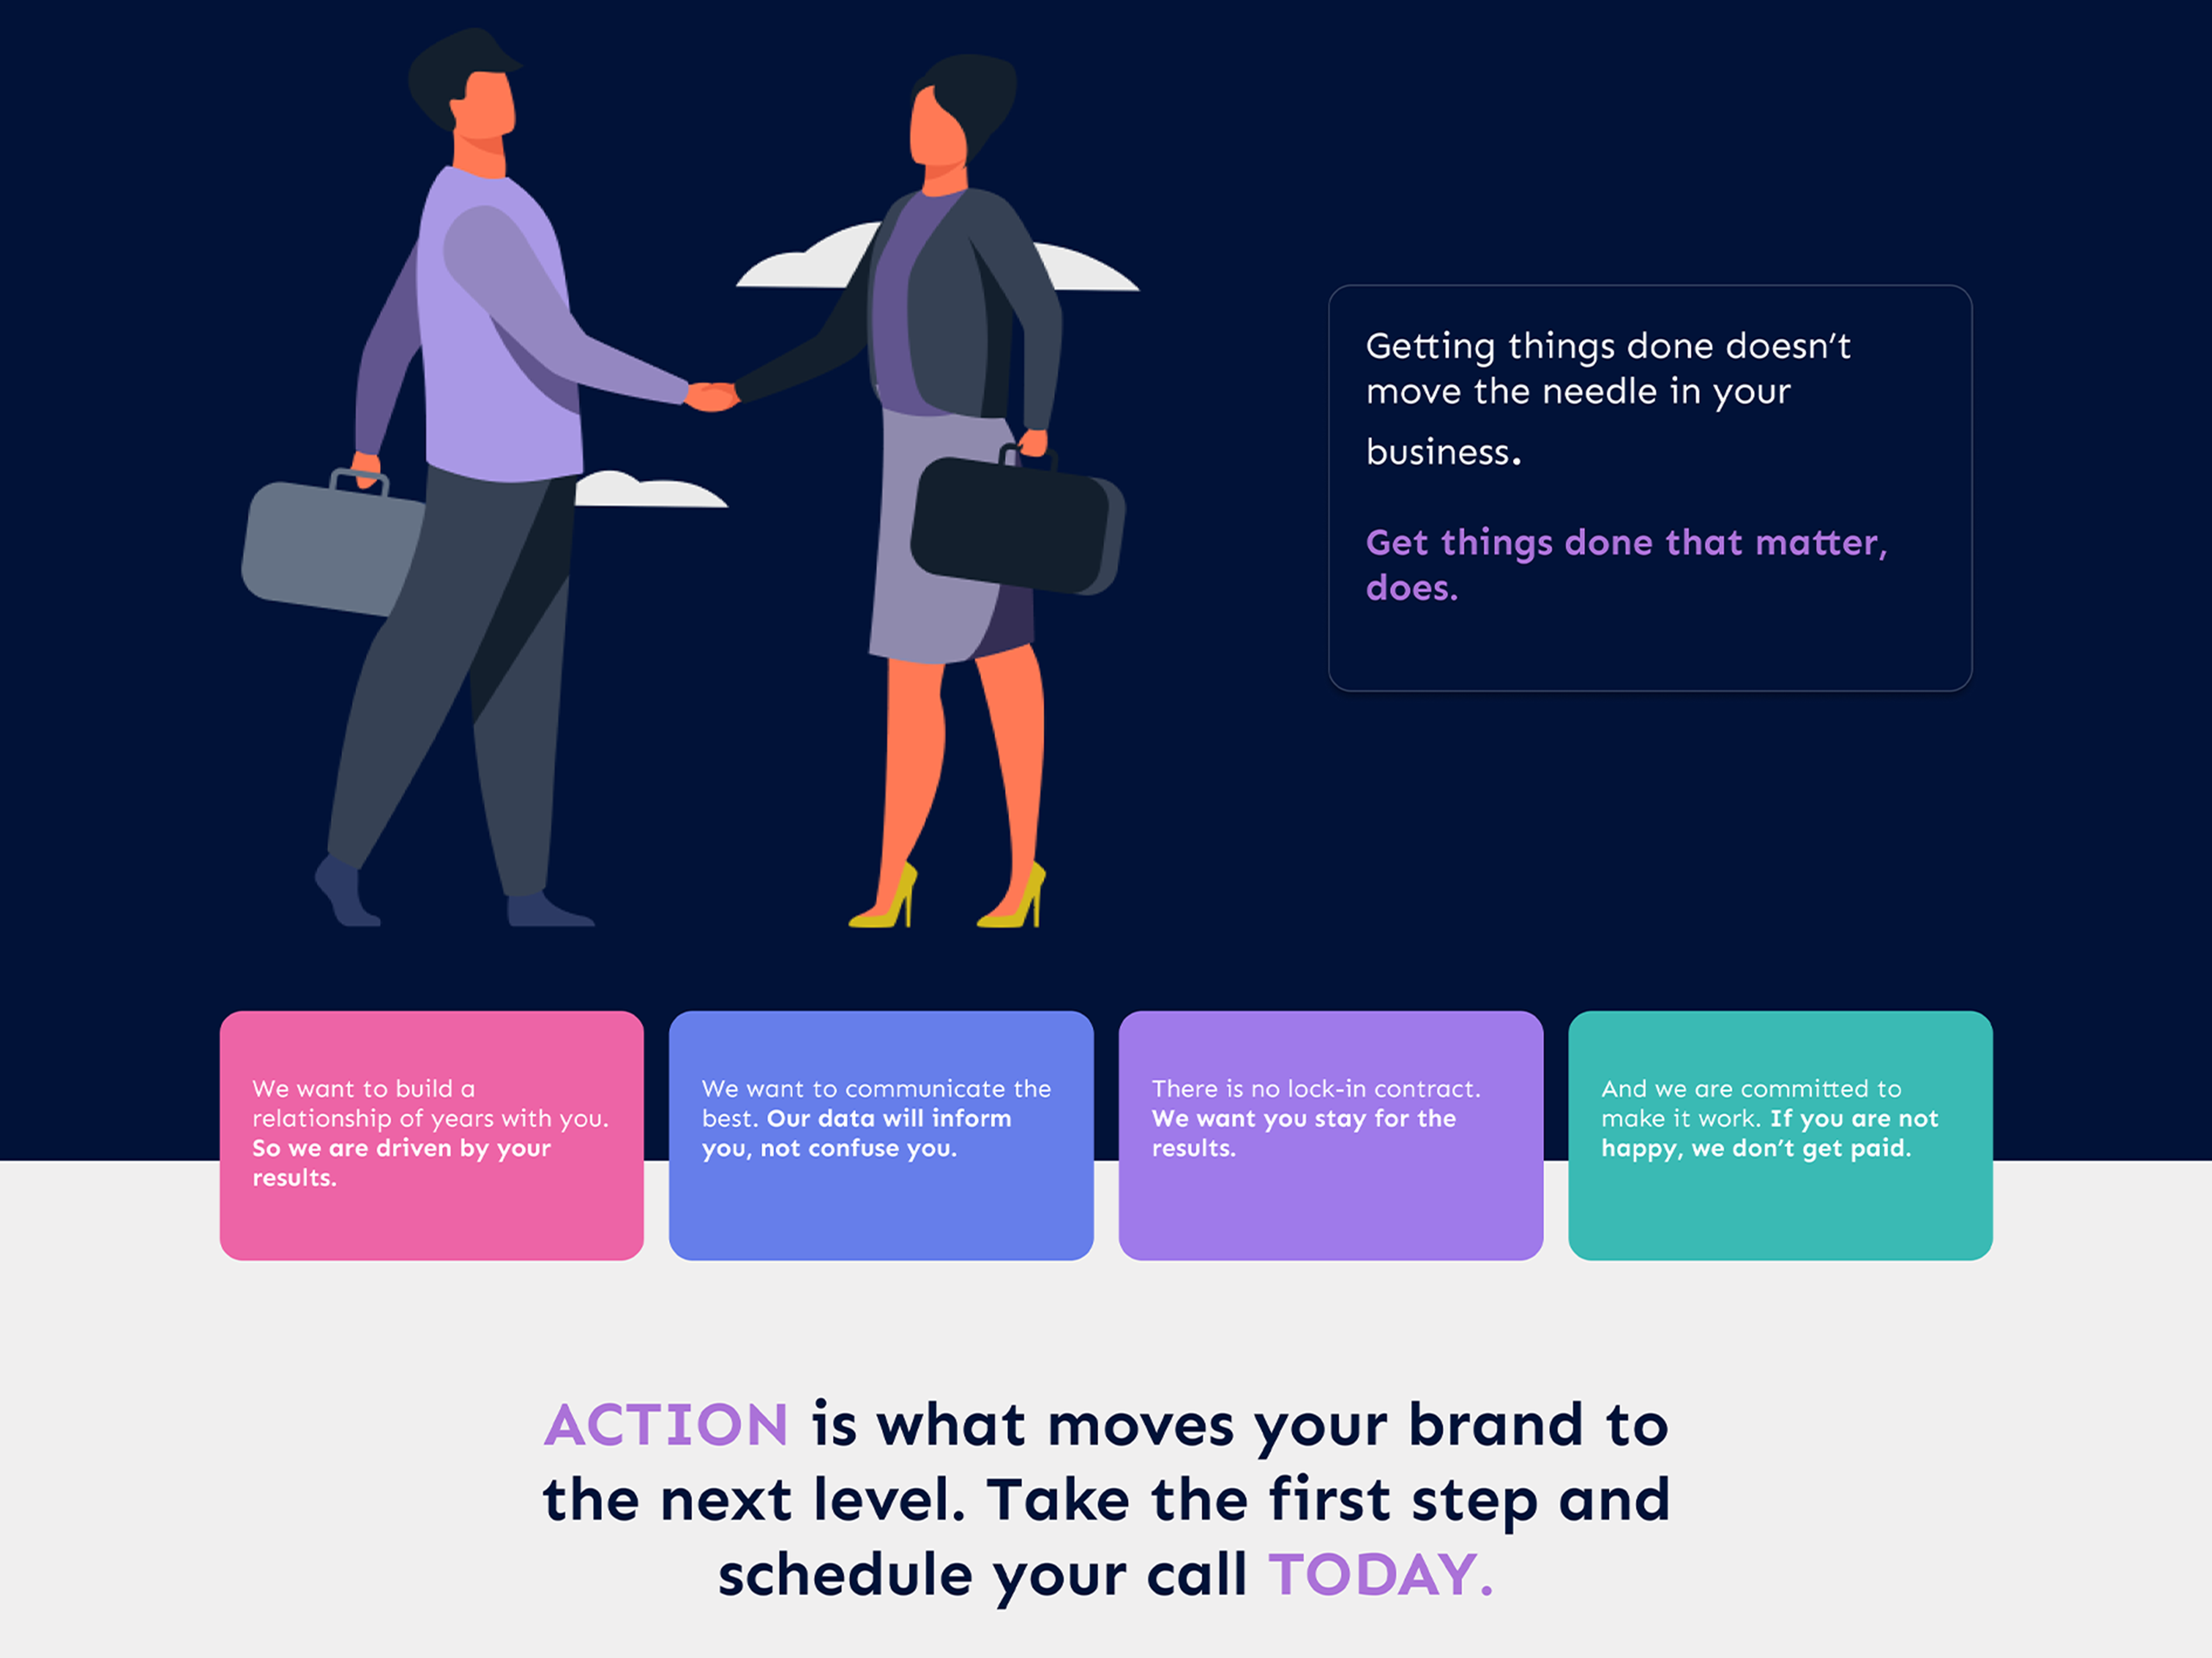 Getting things done doesn’t
move the needle in your
business.
Get things done that matter,
does.
We want to build a
relationship of years with you.
So we are driven by your
results.
We want to communicate the
best. Our data will inform
you, not confuse you.
There is no lock-in contract.
We want you stay for the
results.
And we are committed to
make it work. If you are not
happy, we don’t get paid.
ACTION is what moves your brand to
the next level. Take the first step and
schedule your call TODAY.